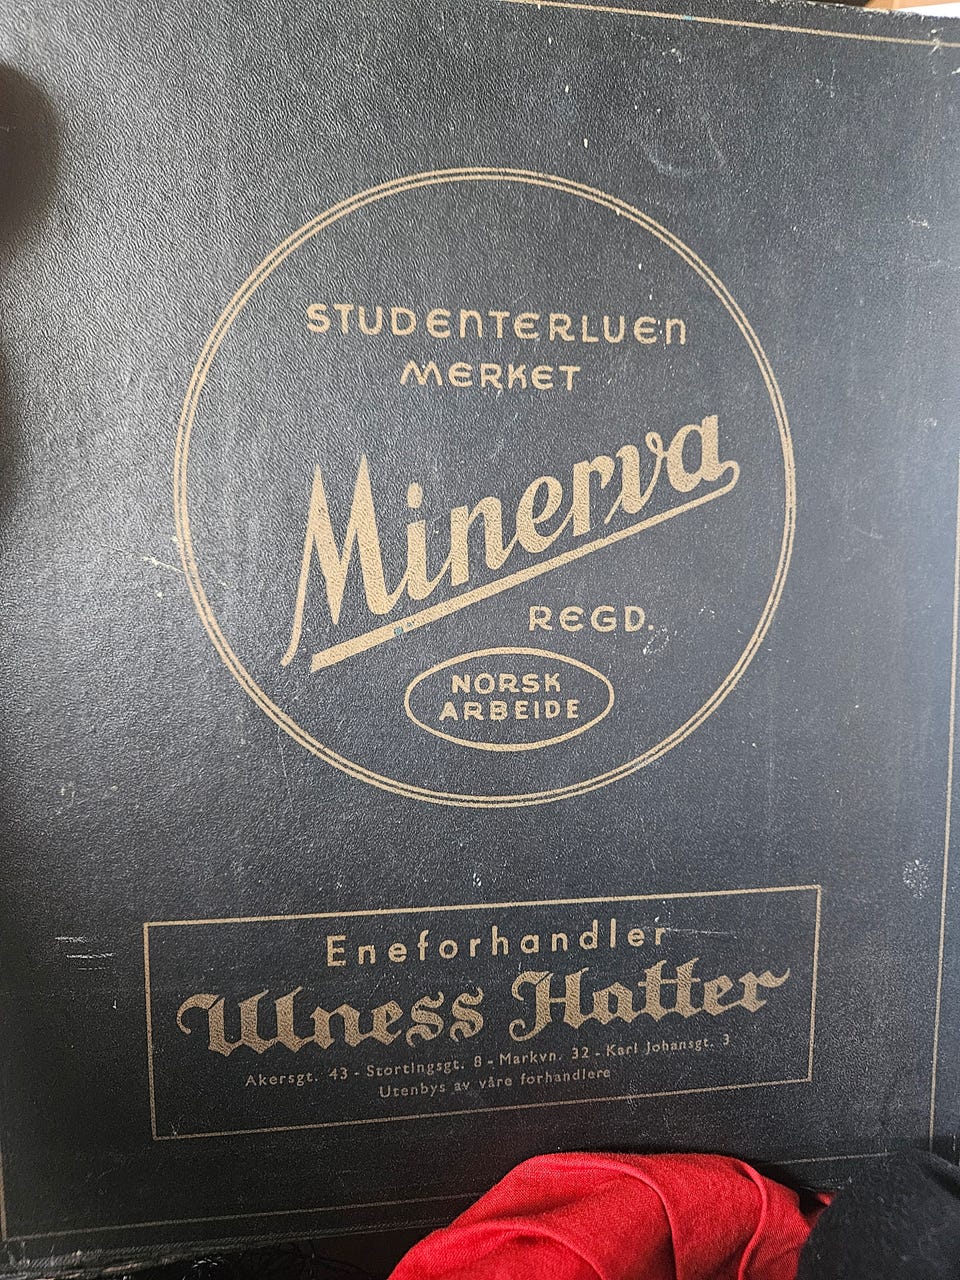 STUDENTERLUEN
MERKET
Minerva
REGD.
NORSK
ARBEIDE
Eneforhandler
Ulness Hatter
Akersgt. 43 - Stortingsgt. 8 - Markvn. 32 - Karl Johansgt. 3
Utenbys av våre forhandlere